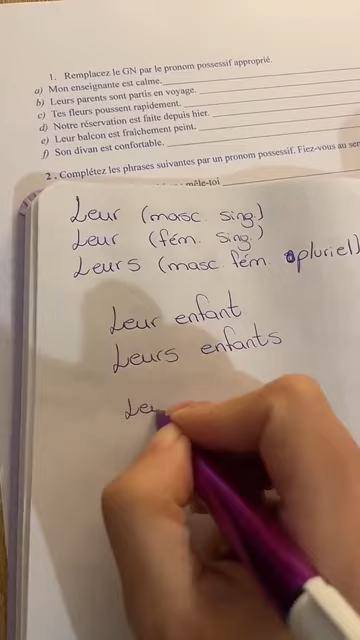 1. Remplacez le GN par le pronom possessif approprié.
a) Mon enseignante est calme.
b) Leurs parents sont partis en voyage.
c) Tes fleurs poussent rapidement.
d) Notre réservation est faite depuis hier.
e) Leur balcon est fraîchement peint.
f) Son divan est confortable.
2. Complétez les phrases suivantes par un pronom possessif. Fiez-vous au
mêle-toi
Leur (masc. sing.)
Leur (fém. sing.)
Leurs (masc. fém. pluriel)
Leur enfant
Leurs enfants
Leu